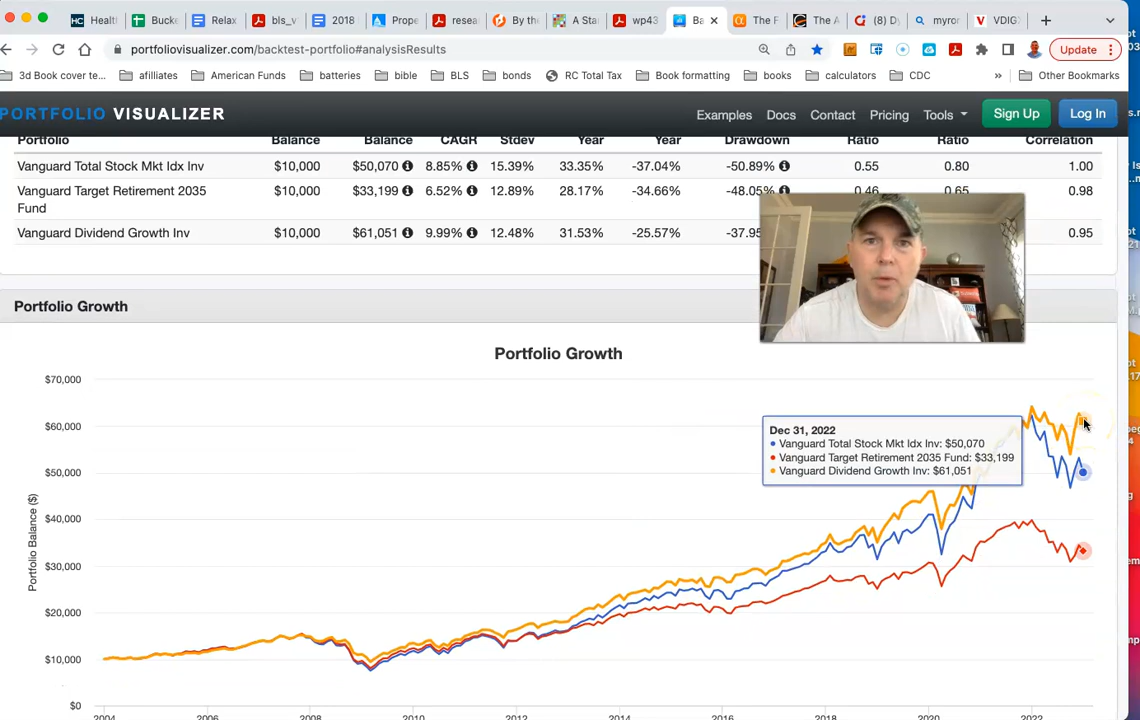 Healt Bucke Relax bls_v 2018 Prope resea By the A Star wp43 Ba The F The A (8) D myror VDIG
portfoliovisualizer.com/backtest-portfolio#analysisResults Update
3d Book cover te... afilliates American Funds batteries bible BLS bonds RC Total Tax Book formatting books calculators CDC » Other Bookmarks
PORTFOLIO VISUALIZER Examples Docs Contact Pricing Tools Sign Up Log In
Portfolio Balance Balance CAGR Stdev Year Year Drawdown Ratio Ratio Correlation
Vanguard Total Stock Mkt Idx Inv $10,000 $50,070 8.85% 15.39% 33.35% -37.04% -50.89% 0.55 0.80 1.00
Vanguard Target Retirement 2035 $10,000 $33,199 6.52% 12.89% 28.17% -34.66% -48.05% 0.46 0.65 0.98
Fund
Vanguard Dividend Growth Inv $10,000 $61,051 9.99% 12.48% 31.53% -25.57% 0.95
Portfolio Growth
Portfolio Growth
Portfolio Balance ($)
$70,000
$60,000
$50,000
$40,000
$30,000
$20,000
$10,000
$0
Dec 31, 2022
Vanguard Total Stock Mkt Idx Inv: $50,070
Vanguard Target Retirement 2035 Fund: $33,199
Vanguard Dividend Growth Inv: $61,051
2004 2006 2008 2010 2012 2014 2016 2018 2020 2022